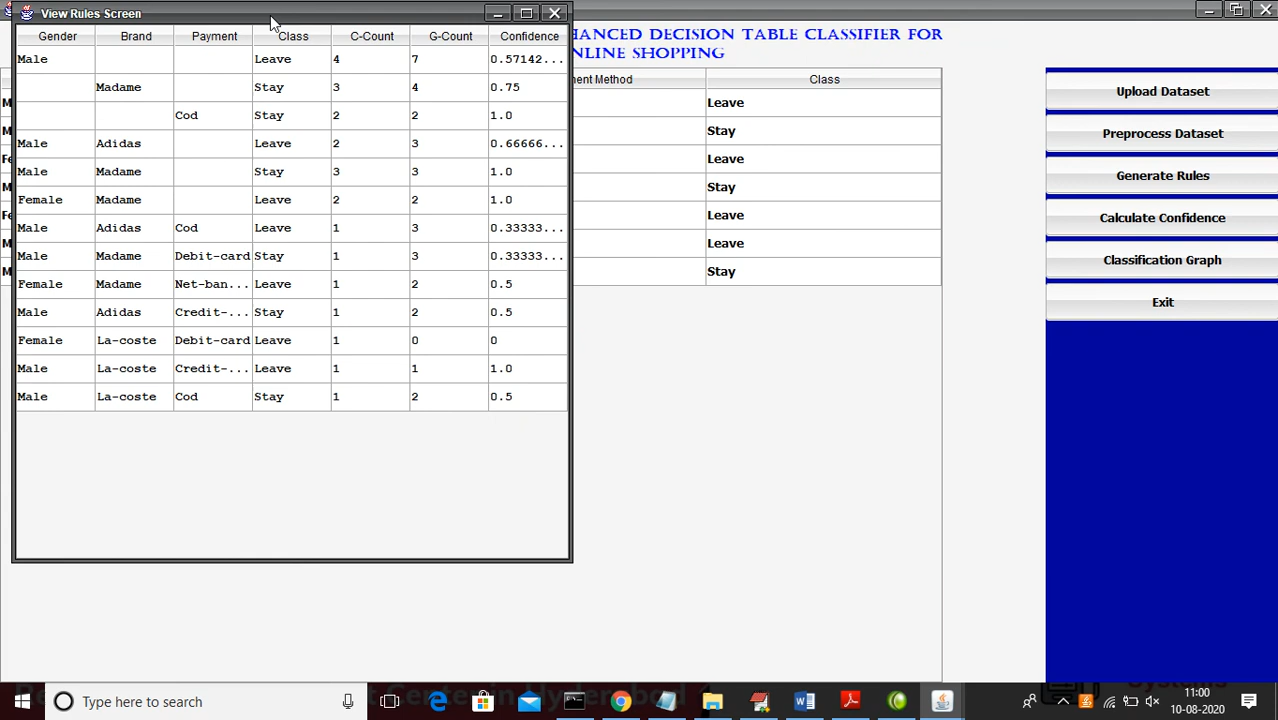 View Rules Screen
HANCED DECISION TABLE CLASSIFIER FOR
NLINE SHOPPING
Gender Brand Payment Class C-Count G-Count Confidence
Male Leave 4 7 0.57142...
Madame Stay 3 4 0.75
Cod Stay 2 2 1.0
Male Adidas Leave 2 3 0.66666...
Male Madame Stay 3 3 1.0
Female Madame Leave 2 2 1.0
Male Adidas Cod Leave 1 3 0.33333...
Male Madame Debit-card Stay 1 3 0.33333...
Female Madame Net-ban... Leave 1 2 0.5
Male Adidas Credit-... Stay 1 2 0.5
Female La-coste Debit-card Leave 1 0 0
Male La-coste Credit-... Leave 1 1 1.0
Male La-coste Cod Stay 1 2 0.5
ent Method Class
Leave
Stay
Leave
Stay
Leave
Leave
Stay
Upload Dataset
Preprocess Dataset
Generate Rules
Calculate Confidence
Classification Graph
Exit
Type here to search
11:00
10-08-2020